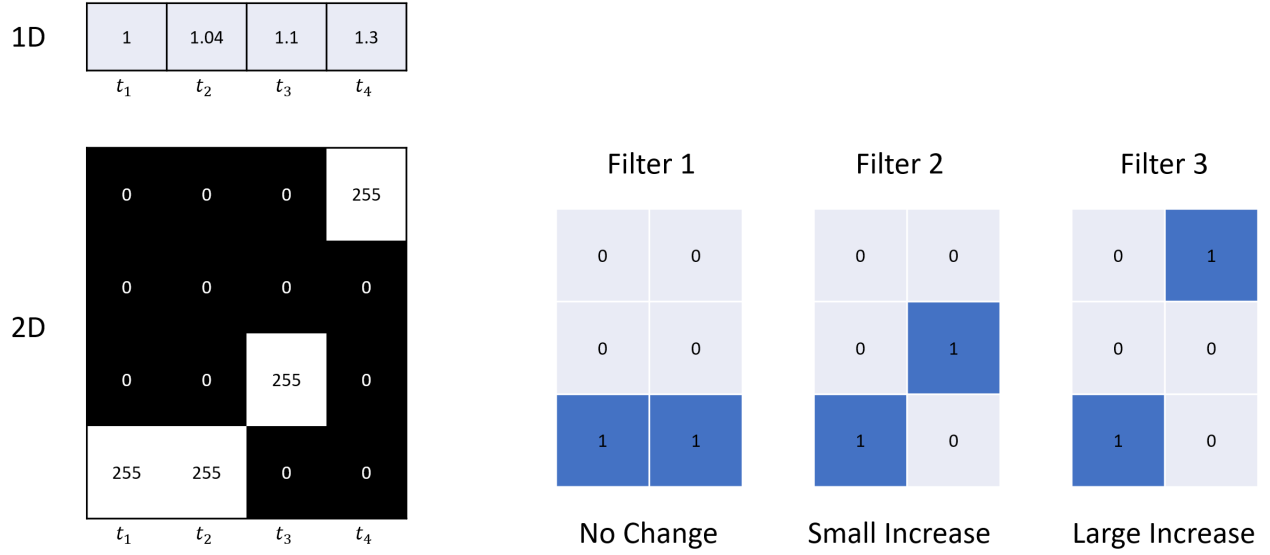 1D
1 1.04 1.1 1.3
t₁ t₂ t₃ t₄
2D
0 0 0 255
0 0 0 0
0 0 255 0
255 255 0 0
t₁ t₂ t₃ t₄
Filter 1
0 0
0 0
1 1
No Change
Filter 2
0 0
0 1
1 0
Small Increase
Filter 3
0 1
0 0
1 0
Large Increase